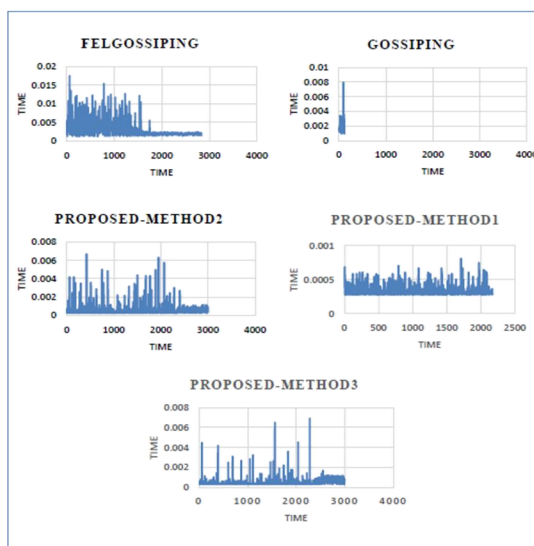 FELGOSSIPING
0.02
0.015
0.01
0.005
0
TIME
0 1000 2000 3000 4000
TIME
GOSSIPING
0.01
0.008
0.006
0.004
0.002
0
TIME
0 1000 2000 3000 4000
TIME
PROPOSED-METHOD2
0.008
0.006
0.004
0.002
0
TIME
0 1000 2000 3000 4000
TIME
PROPOSED-METHOD1
0.001
0.0005
0
TIME
0 500 1000 1500 2000 2500
TIME
PROPOSED-METHOD3
0.008
0.006
0.004
0.002
0
TIME
0 1000 2000 3000 4000
TIME